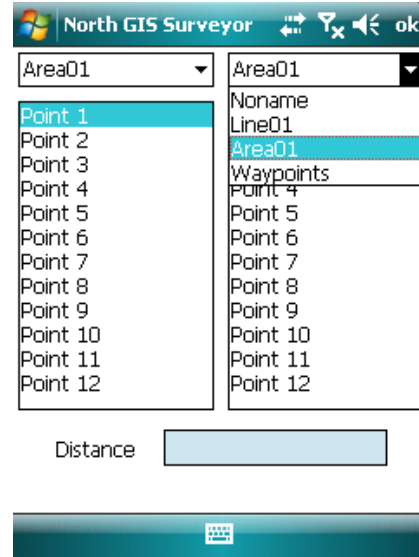 North GIS Surveyor ok
Area01
Point 1
Point 2
Point 3
Point 4
Point 5
Point 6
Point 7
Point 8
Point 9
Point 10
Point 11
Point 12
Area01
Noname
Line01
Area01
Waypoints
Point 4
Point 5
Point 6
Point 7
Point 8
Point 9
Point 10
Point 11
Point 12
Distance